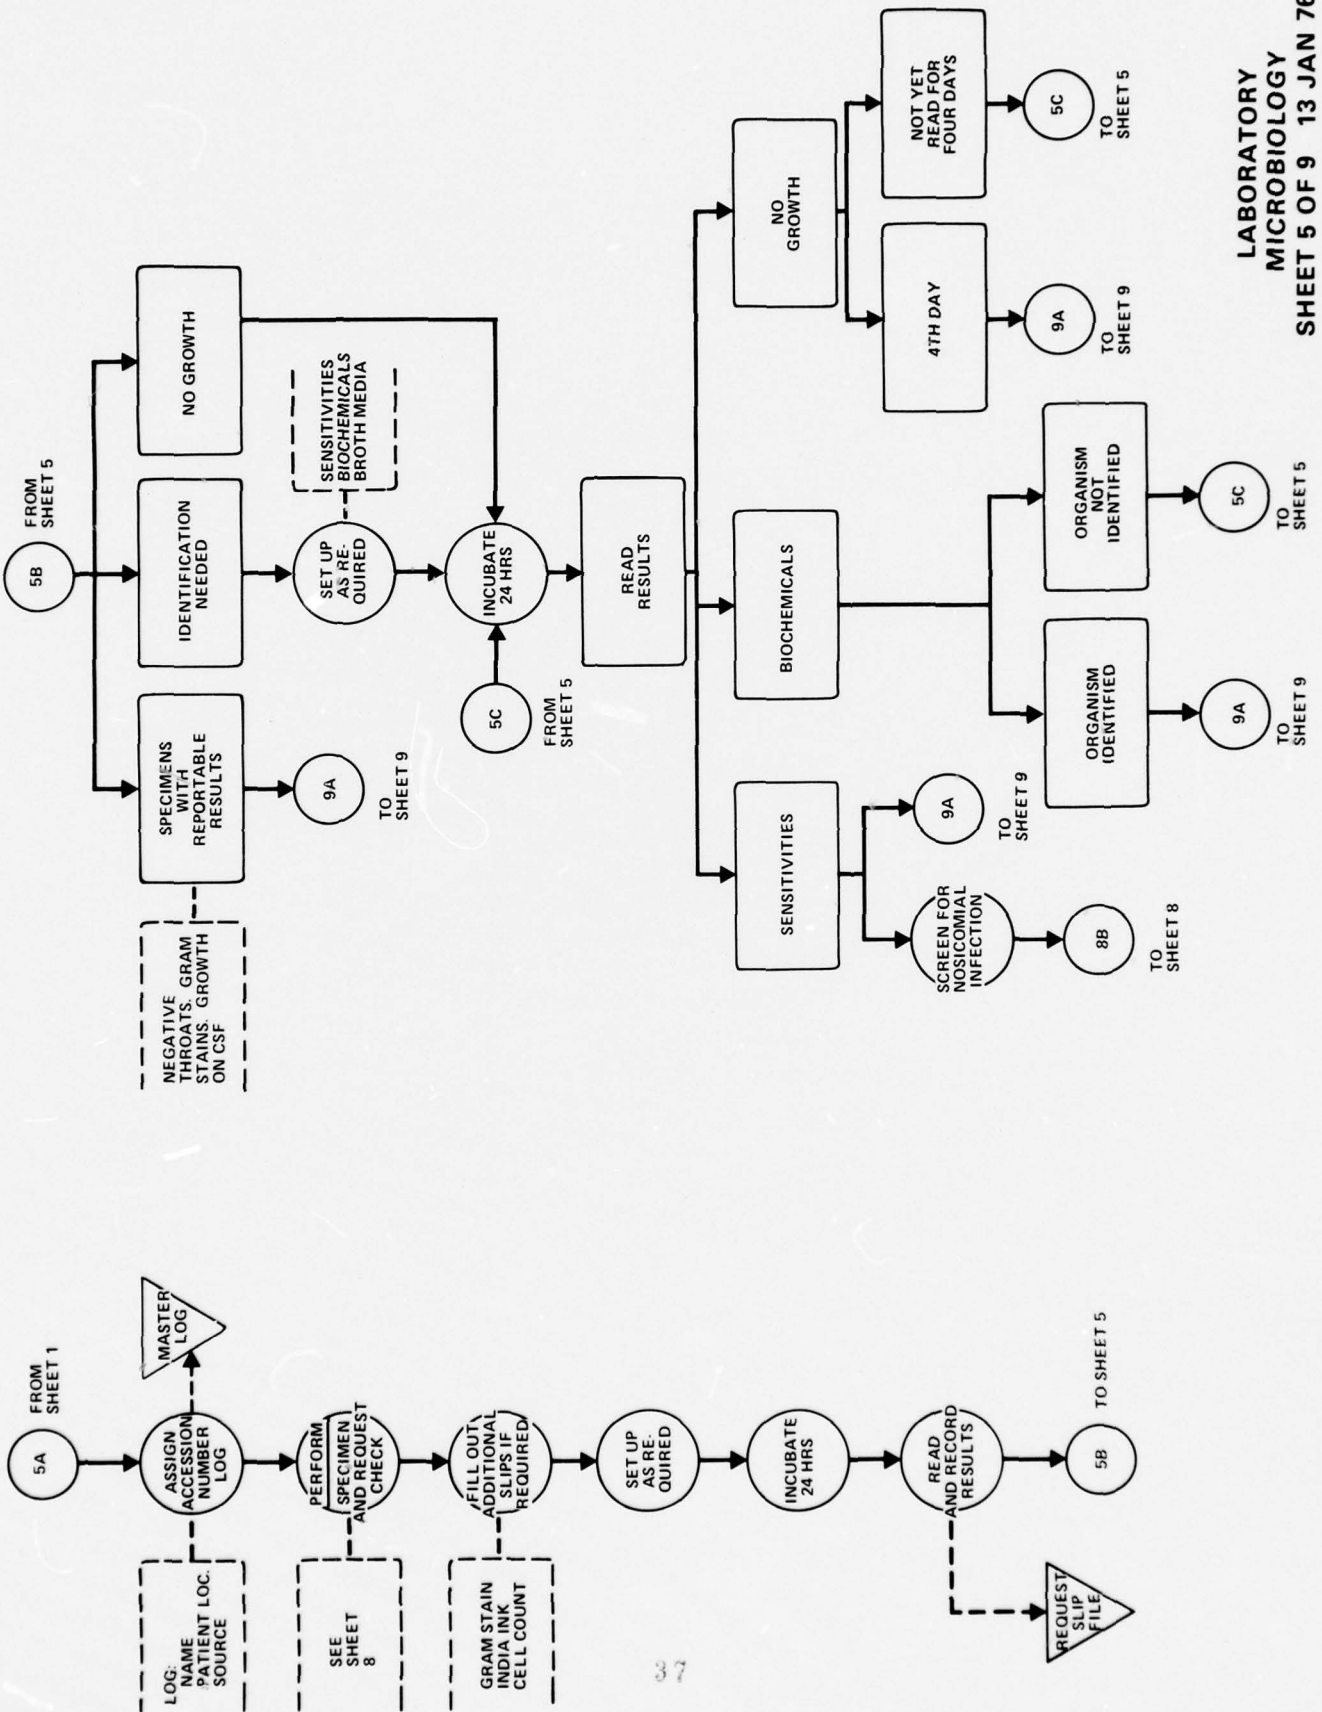 5A
FROM
SHEET 1
LOG:
NAME
PATIENT LOC.
SOURCE
ASSIGN
ACCESSION
NUMBER
LOG
MASTER
LOG
SEE
SHEET
8
PERFORM
SPECIMEN
AND REQUEST
CHECK
GRAM STAIN
INDIA INK
CELL COUNT
FILL OUT
ADDITIONAL
SLIPS IF
REQUIRED
SET UP
AS RE-
QUIRED
INCUBATE
24 HRS
READ
AND RECORD
RESULTS
REQUEST
SLIP
FILE
5B
TO SHEET 5
5B
FROM
SHEET 5
NEGATIVE
THROATS. GRAM
STAINS. GROWTH
ON CSF
SPECIMENS
WITH
REPORTABLE
RESULTS
IDENTIFICATION
NEEDED
NO GROWTH
9A
TO
SHEET 9
SET UP
AS RE-
QUIRED
SENSITIVITIES
BIOCHEMICALS
BROTH MEDIA
5C
FROM
SHEET 5
INCUBATE
24 HRS
READ
RESULTS
SENSITIVITIES
BIOCHEMICALS
NO
GROWTH
SCREEN FOR
NOSICOMIAL
INFECTION
9A
TO
SHEET 9
8B
TO
SHEET 8
ORGANISM
IDENTIFIED
ORGANISM
NOT
IDENTIFIED
9A
TO
SHEET 9
5C
TO
SHEET 5
4TH DAY
NOT YET
READ FOR
FOUR DAYS
9A
TO
SHEET 9
5C
TO
SHEET 5
LABORATORY
MICROBIOLOGY
SHEET 5 OF 9 13 JAN 76